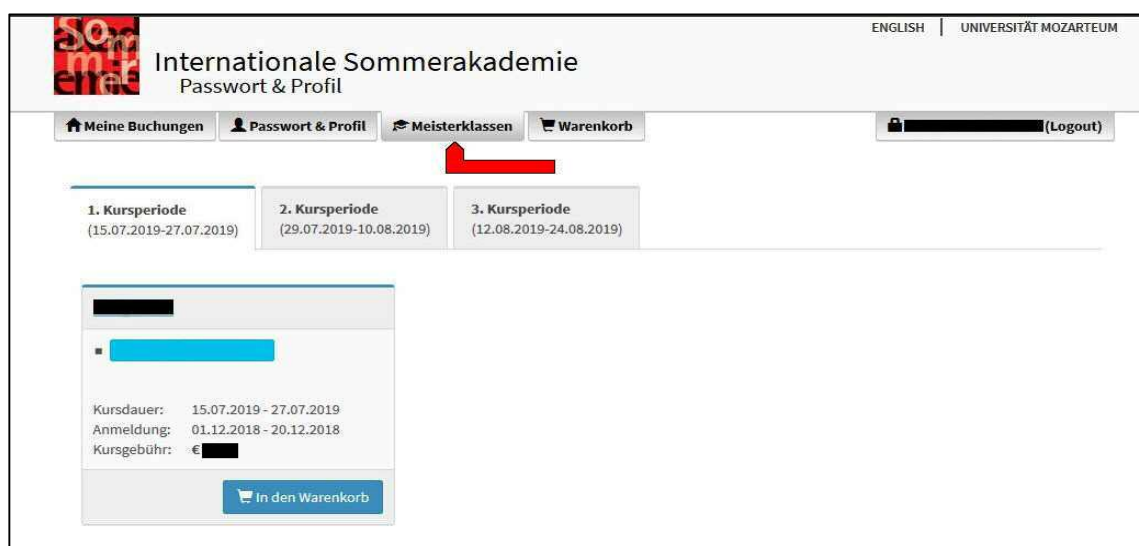 ENGLISH | UNIVERSITÄT MOZARTEUM
Sommer
akademie
Internationale Sommerakademie
Passwort & Profil
Meine Buchungen Passwort & Profil Meisterklassen Warenkorb (Logout)
1. Kursperiode 2. Kursperiode 3. Kursperiode
(15.07.2019-27.07.2019) (29.07.2019-10.08.2019) (12.08.2019-24.08.2019)
Kursdauer: 15.07.2019 - 27.07.2019
Anmeldung: 01.12.2018 - 20.12.2018
Kursgebühr: €
In den Warenkorb